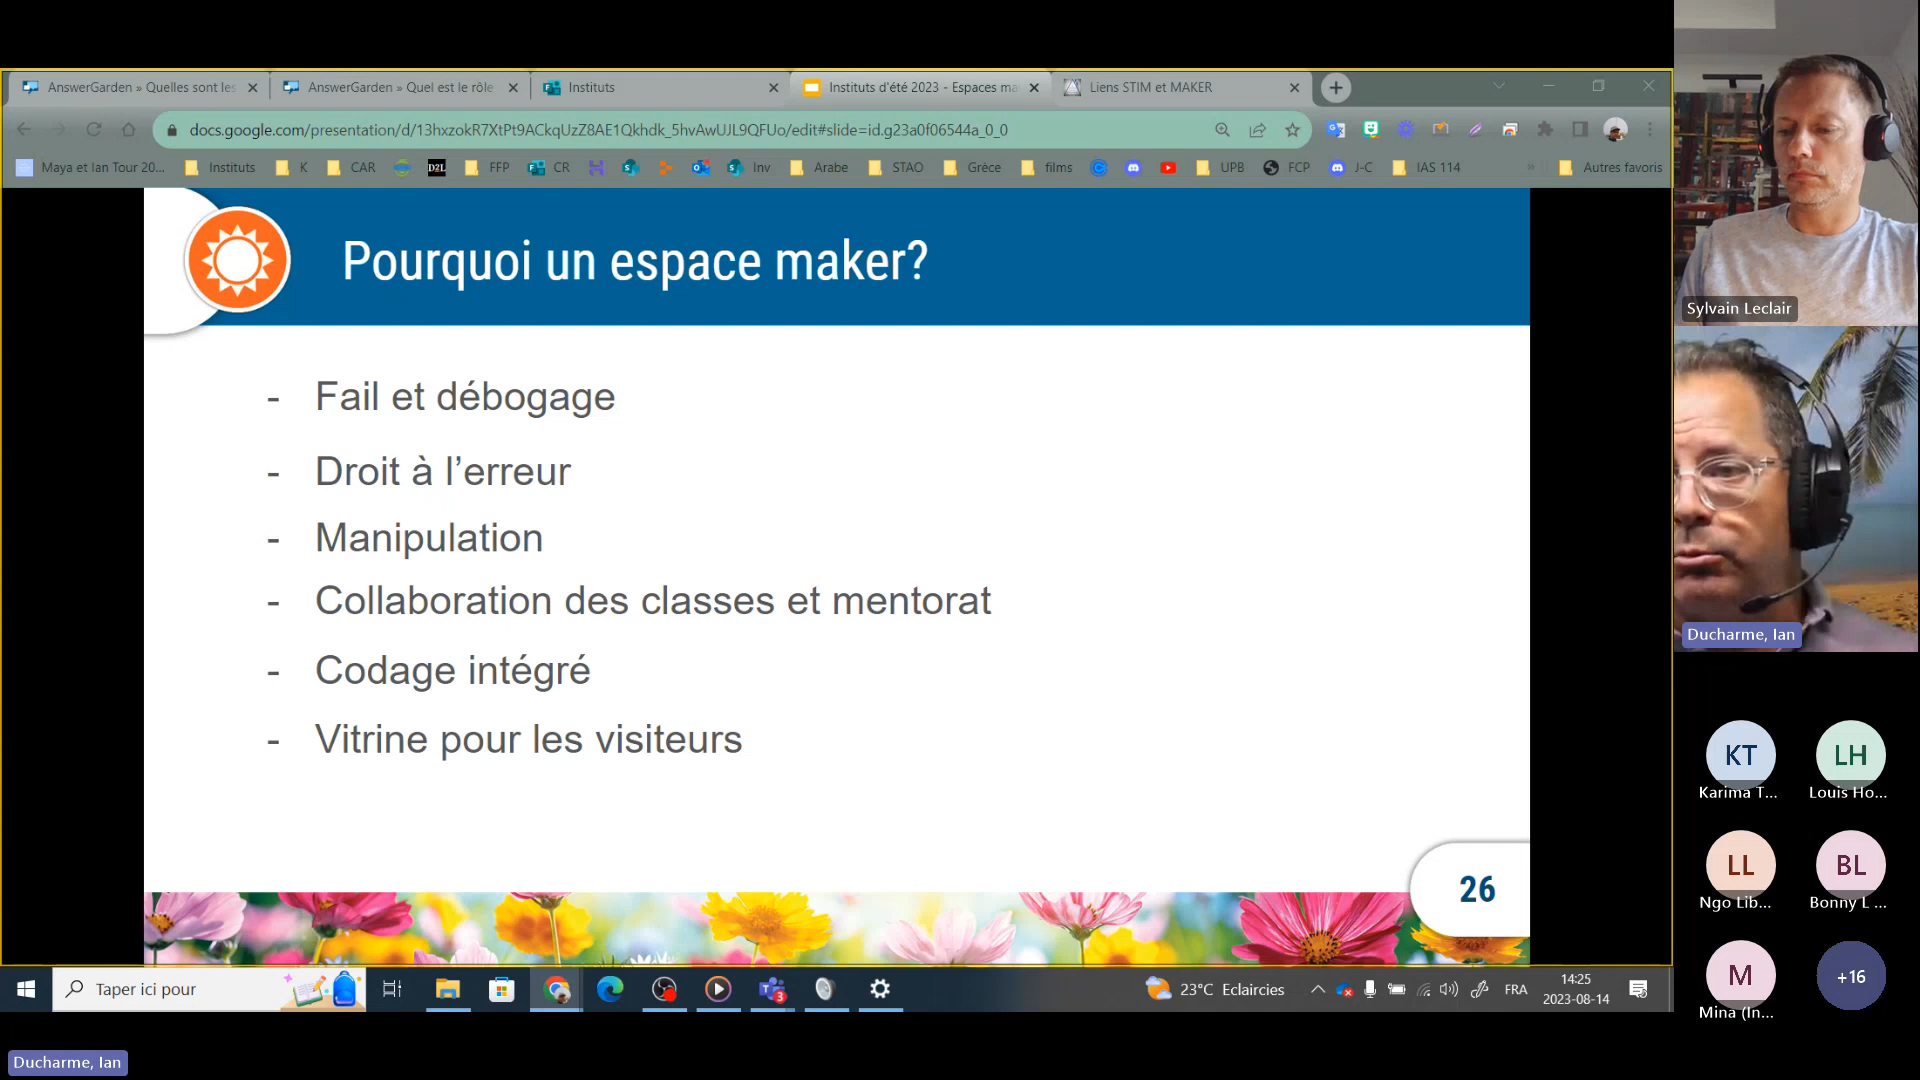 AnswerGarden » Quelles sont les
AnswerGarden » Quel est le rôle
Instituts
Instituts d'été 2023 - Espaces ma
Liens STIM et MAKER
docs.google.com/presentation/d/13hxzokR7XtPt9ACkqUzZ8AE1Qkhdk_5hvAwUJL9QFUo/edit#slide=id.g23a0f06544a_0_0
Maya et Ian Tour 20... Instituts K CAR D2L FFP CR Inv Arabe STAO Grèce films UPB FCP J-C IAS 114 » Autres favoris
Pourquoi un espace maker?
- Fail et débogage
- Droit à l'erreur
- Manipulation
- Collaboration des classes et mentorat
- Codage intégré
- Vitrine pour les visiteurs
26
Sylvain Leclair
Ducharme, Ian
KT
Karima T...
LH
Louis Ho...
LL
Ngo Lib...
BL
Bonny L ...
M
Mina (In...
+16
Taper ici pour
3
23°C Eclaircies
FRA
14:25
2023-08-14
Ducharme, Ian